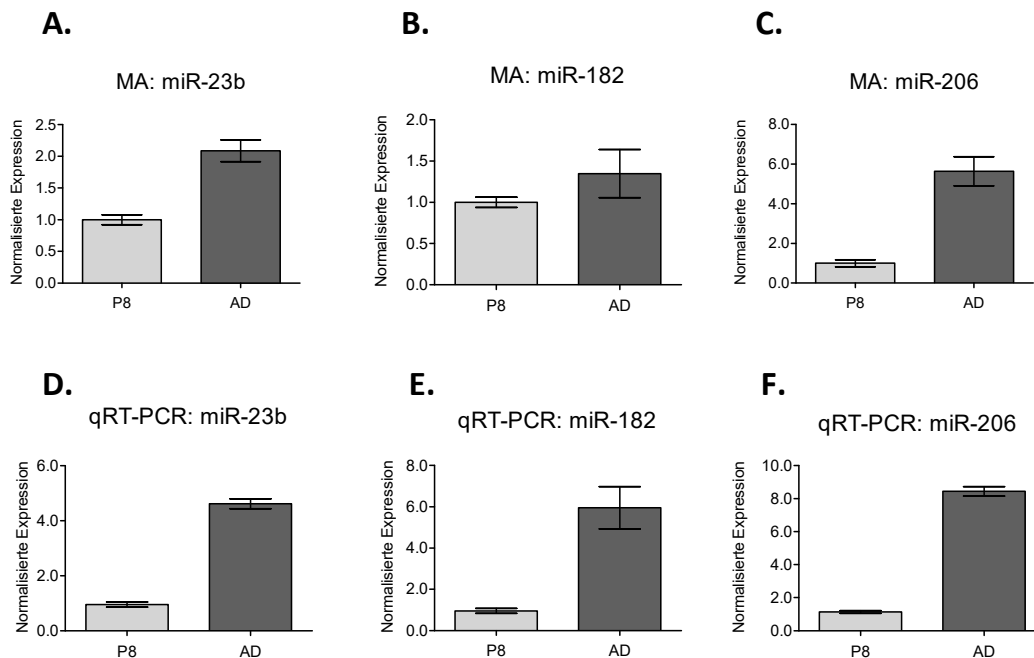 A.
MA: miR-23b
Normalisierte Expression
2.5
2.0
1.5
1.0
0.5
0.0
P8 AD
B.
MA: miR-182
Normalisierte Expression
2.0
1.5
1.0
0.5
0.0
P8 AD
C.
MA: miR-206
Normalisierte Expression
8.0
6.0
4.0
2.0
0.0
P8 AD
D.
qRT-PCR: miR-23b
Normalisierte Expression
6.0
4.0
2.0
0.0
P8 AD
E.
qRT-PCR: miR-182
Normalisierte Expression
8.0
6.0
4.0
2.0
0.0
P8 AD
F.
qRT-PCR: miR-206
Normalisierte Expression
10.0
8.0
6.0
4.0
2.0
0.0
P8 AD